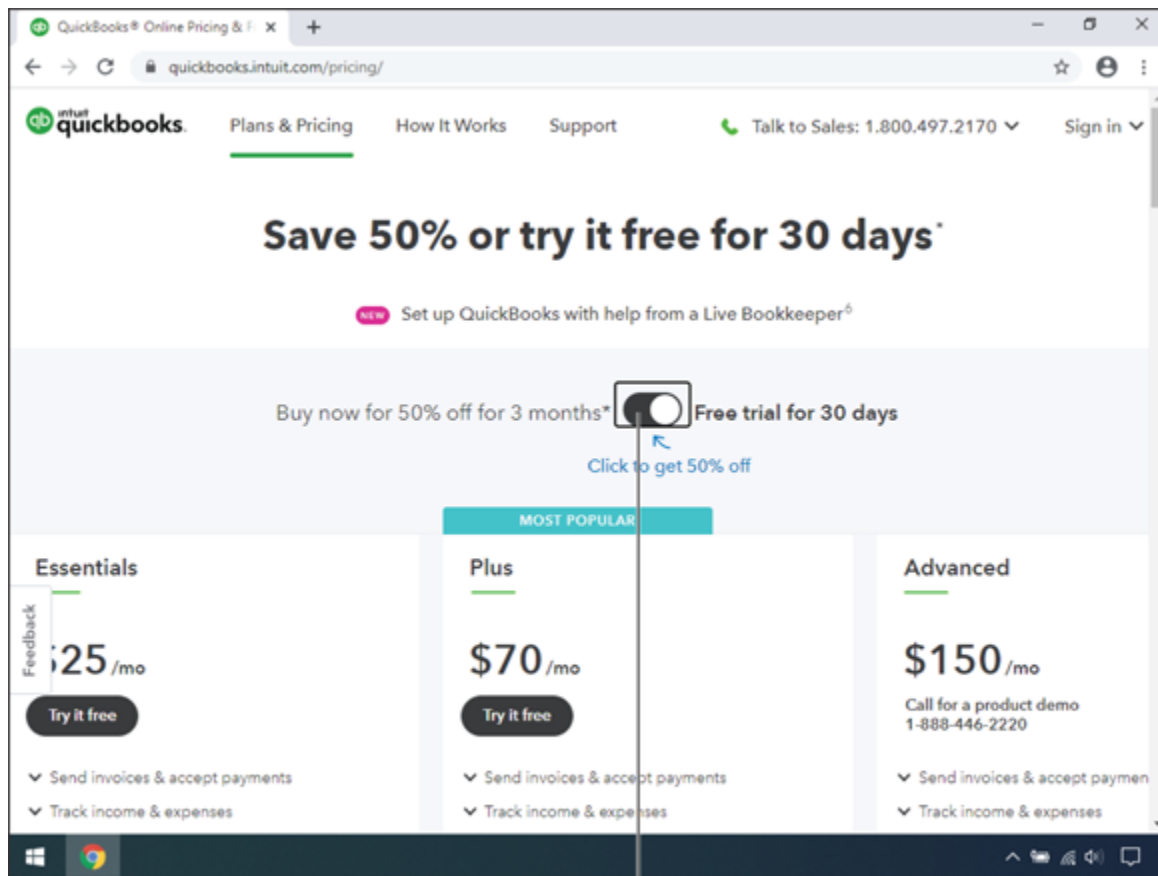 QuickBooks® Online Pricing & F
quickbooks.intuit.com/pricing/
qb intuit quickbooks.
Plans & Pricing
How It Works
Support
Talk to Sales: 1.800.497.2170
Sign in
Save 50% or try it free for 30 days*
NEW Set up QuickBooks with help from a Live Bookkeeper6
Buy now for 50% off for 3 months*
Free trial for 30 days
Click to get 50% off
MOST POPULAR
Feedback
Essentials
25 /mo
Try it free
Send invoices & accept payments
Track income & expenses
Plus
$70 /mo
Try it free
Send invoices & accept payments
Track income & expenses
Advanced
$150 /mo
Call for a product demo
1-888-446-2220
Send invoices & accept paymen
Track income & expenses